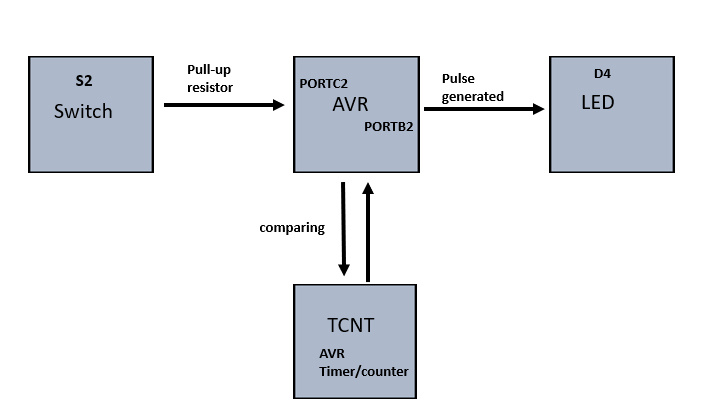 S2
Switch
Pull-up
resistor
PORTC2
AVR
PORTB2
Pulse
generated
D4
LED
comparing
TCNT
AVR
Timer/counter